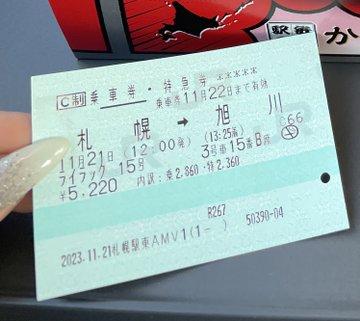 駅弁 か
C制 乗車券・特急券 ＊＊＊＊＊
乗車券11月22日まで有効
札幌 → 旭川
11月21日 (12:00発) (13:25着) C66
ライラック 15号 3号車 15番B席
￥5,220 内訳:乗2,860・特2,360
R267
2023.11.21札幌駅東AMV1(1- ) 50390-04